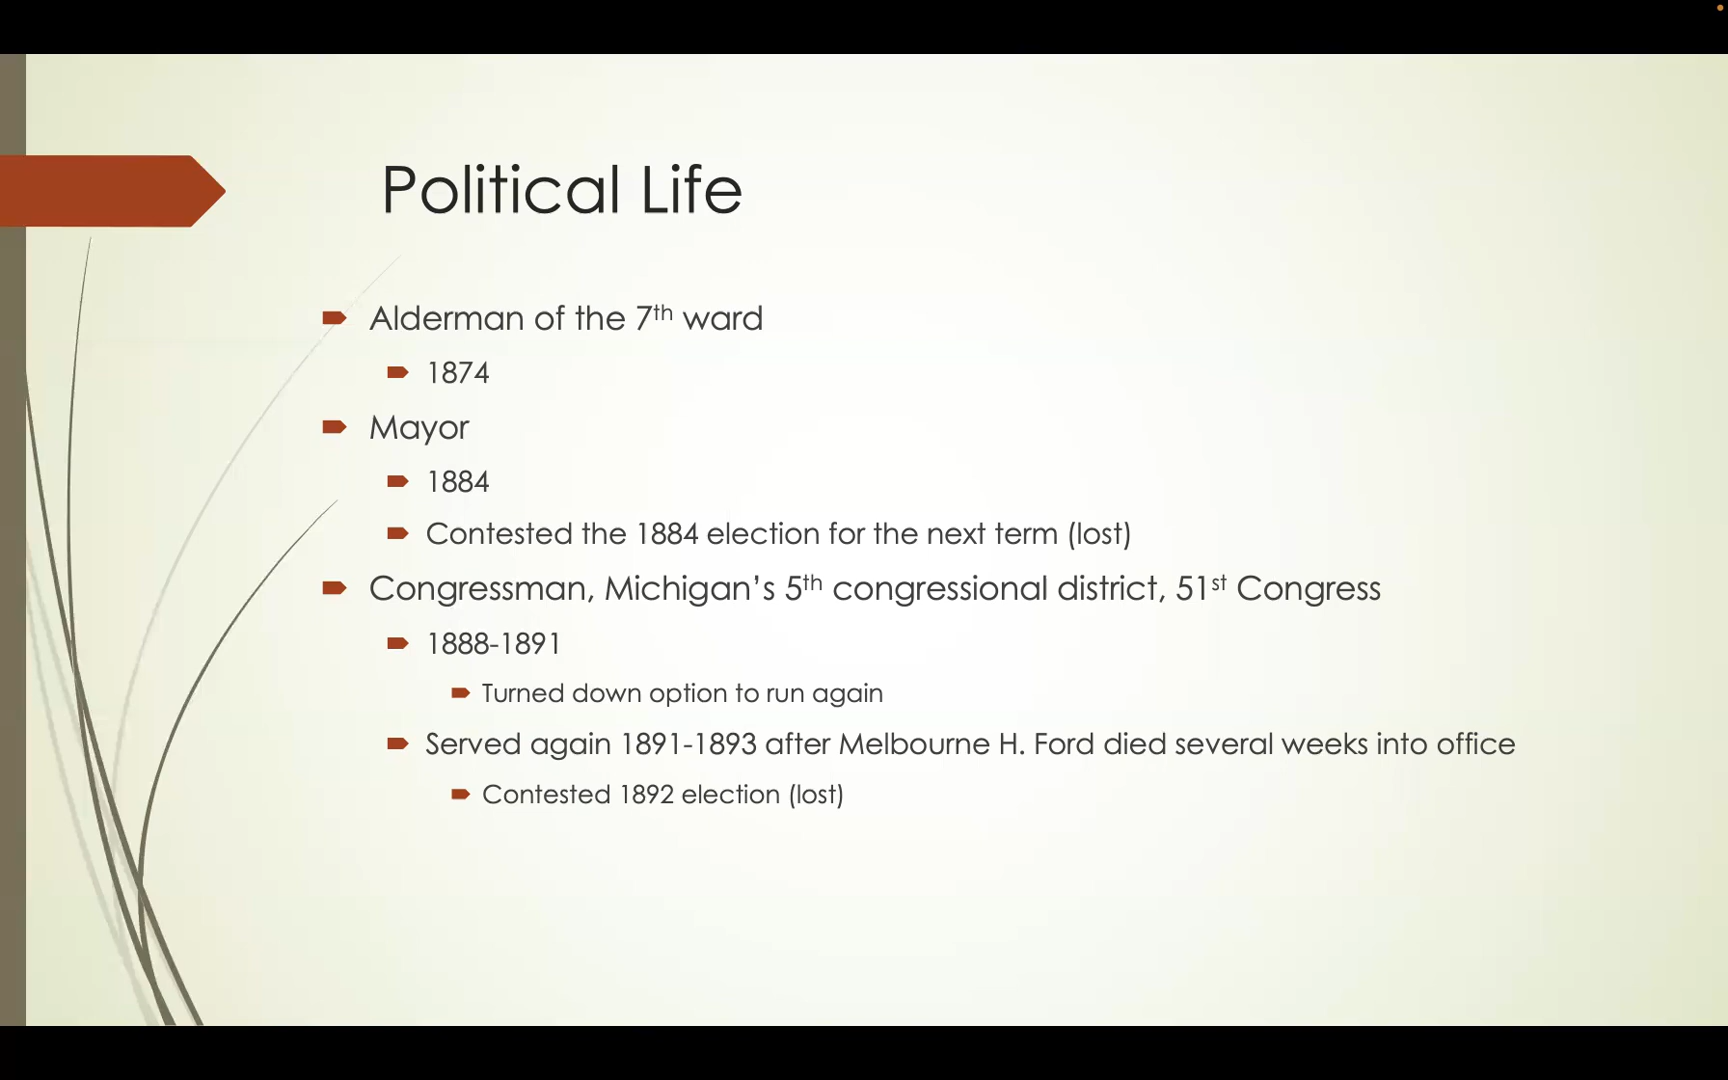 Political Life
Alderman of the 7th ward
1874
Mayor
1884
Contested the 1884 election for the next term (lost)
Congressman, Michigan’s 5th congressional district, 51st Congress
1888-1891
Turned down option to run again
Served again 1891-1893 after Melbourne H. Ford died several weeks into office
Contested 1892 election (lost)